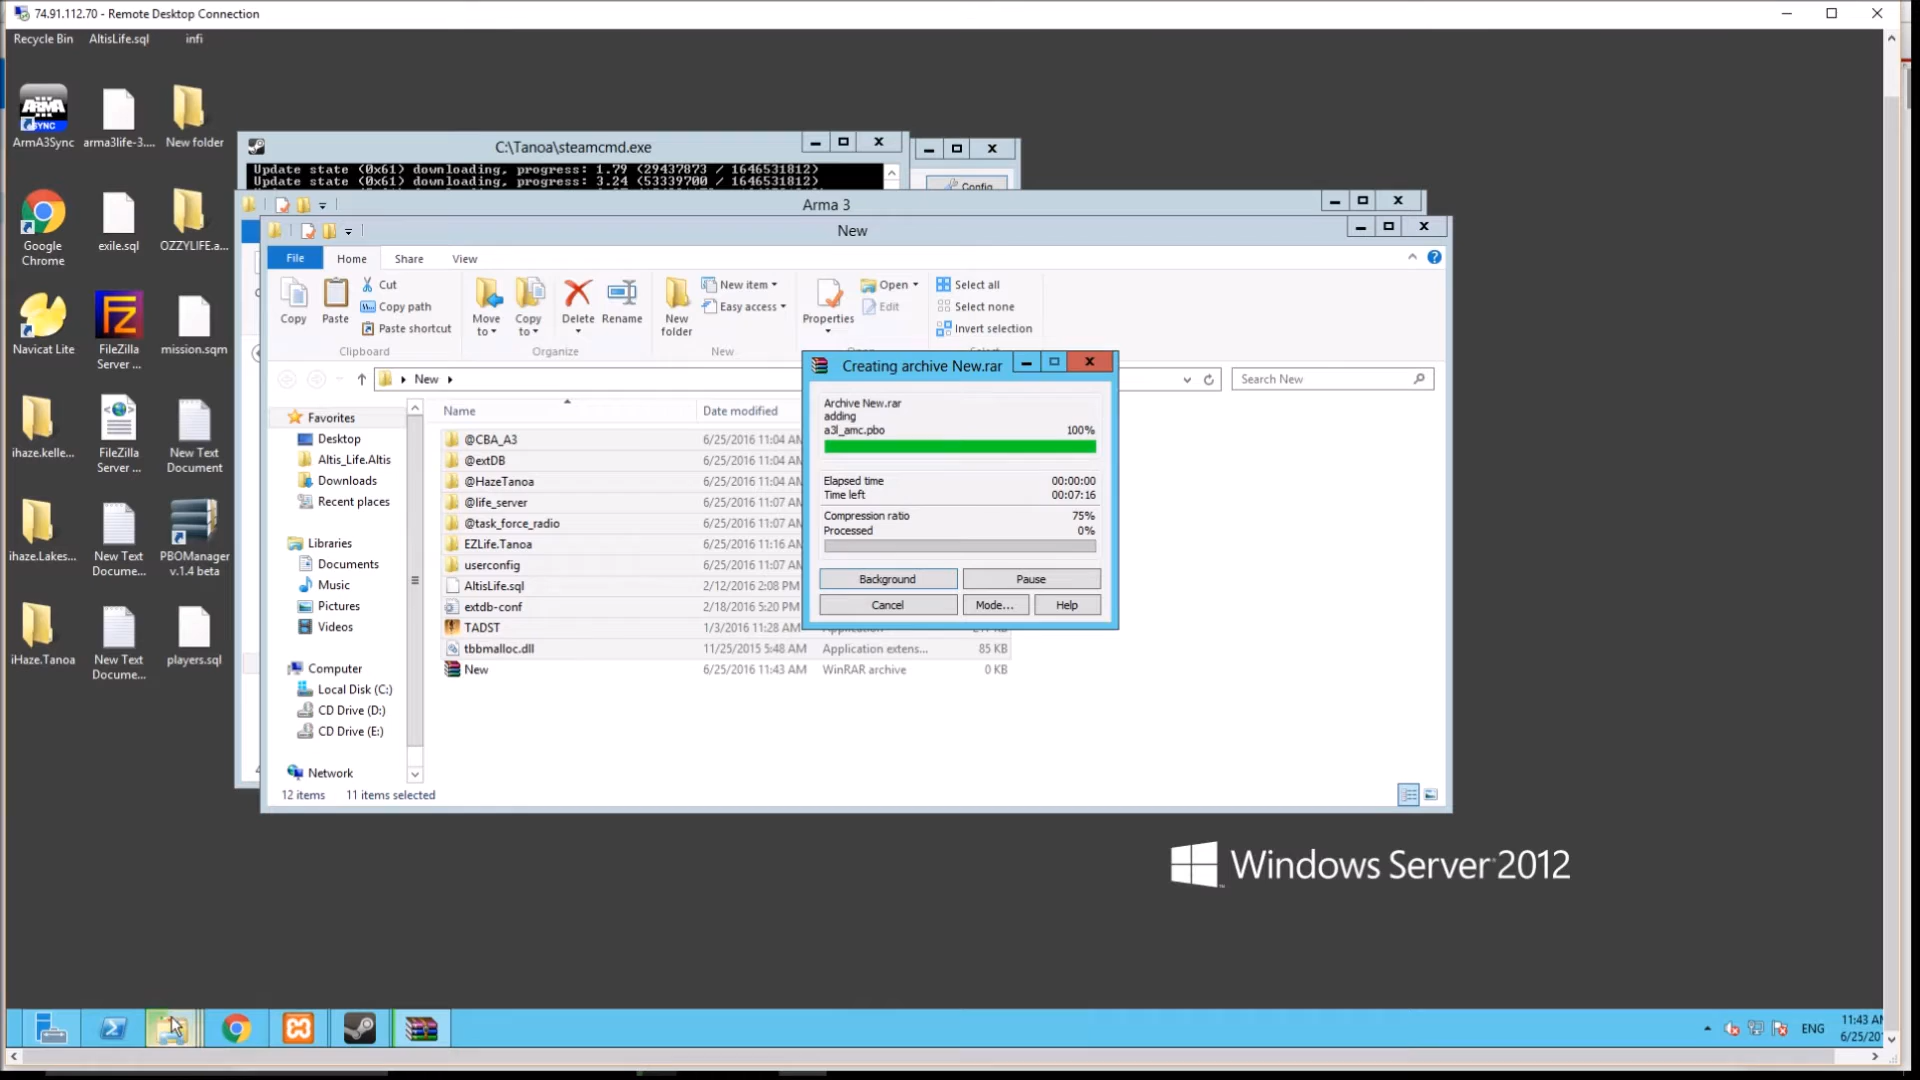 74.91.112.70 - Remote Desktop Connection
Recycle Bin
AltisLife.sql
infi
ArmA3Sync
arma3life-3....
New folder
Google Chrome
exile.sql
OZZYLIFE.a...
Navicat Lite
FileZilla Server ...
mission.sqm
ihaze.kelle...
FileZilla Server ...
New Text Document
ihaze.Lakes...
New Text Docume...
PBOManager v.1.4 beta
iHaze.Tanoa
New Text Docume...
players.sql
C:\Tanoa\steamcmd.exe
Update state (0x61) downloading, progress: 1.79 (29437873 / 1646531812)
Update state (0x61) downloading, progress: 3.24 (53339700 / 1646531812)
Config
Arma 3
New
File
Home
Share
View
Copy
Paste
Cut
Copy path
Paste shortcut
Clipboard
Move to
Copy to
Delete
Rename
Organize
New folder
New item
Easy access
New
Properties
Open
Edit
Select all
Select none
Invert selection
New
Search New
Favorites
Desktop
Altis_Life.Altis
Downloads
Recent places
Libraries
Documents
Music
Pictures
Videos
Computer
Local Disk (C:)
CD Drive (D:)
CD Drive (E:)
Network
Name
Date modified
@CBA_A3 6/25/2016 11:04 AM
@extDB 6/25/2016 11:04 AM
@HazeTanoa 6/25/2016 11:04 AM
@life_server 6/25/2016 11:07 AM
@task_force_radio 6/25/2016 11:07 AM
EZLife.Tanoa 6/25/2016 11:16 AM
userconfig 6/25/2016 11:07 AM
AltisLife.sql 2/12/2016 2:08 PM
extdb-conf 2/18/2016 5:20 PM
TADST 1/3/2016 11:28 AM
tbbmalloc.dll 11/25/2015 5:48 AM Application extens... 85 KB
New 6/25/2016 11:43 AM WinRAR archive 0 KB
12 items 11 items selected
Creating archive New.rar
Archive New.rar
adding
a3l_amc.pbo 100%
Elapsed time 00:00:00
Time left 00:07:16
Compression ratio 75%
Processed 0%
Background
Pause
Cancel
Mode...
Help
Windows Server 2012
ENG
11:43 AM
6/25/20